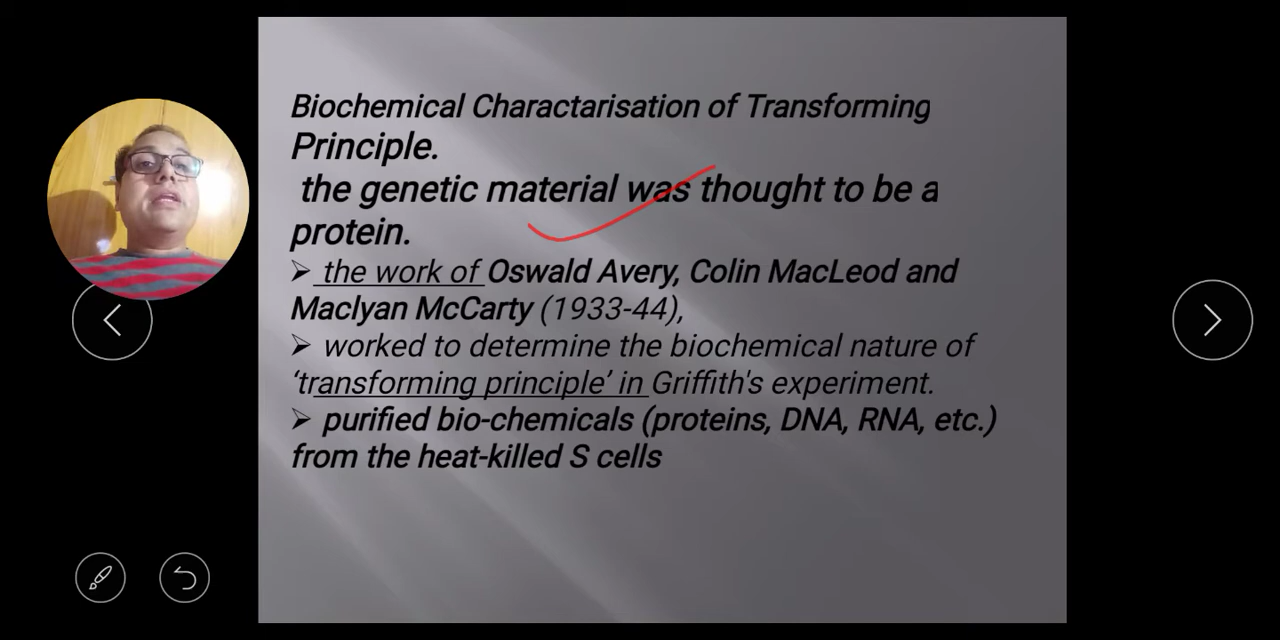 Biochemical Charactarisation of Transforming
Principle.
the genetic material was thought to be a
protein.
➢ the work of Oswald Avery, Colin MacLeod and
Maclyan McCarty (1933-44),
➢ worked to determine the biochemical nature of
‘transforming principle’ in Griffith's experiment.
➢ purified bio-chemicals (proteins, DNA, RNA, etc.)
from the heat-killed S cells